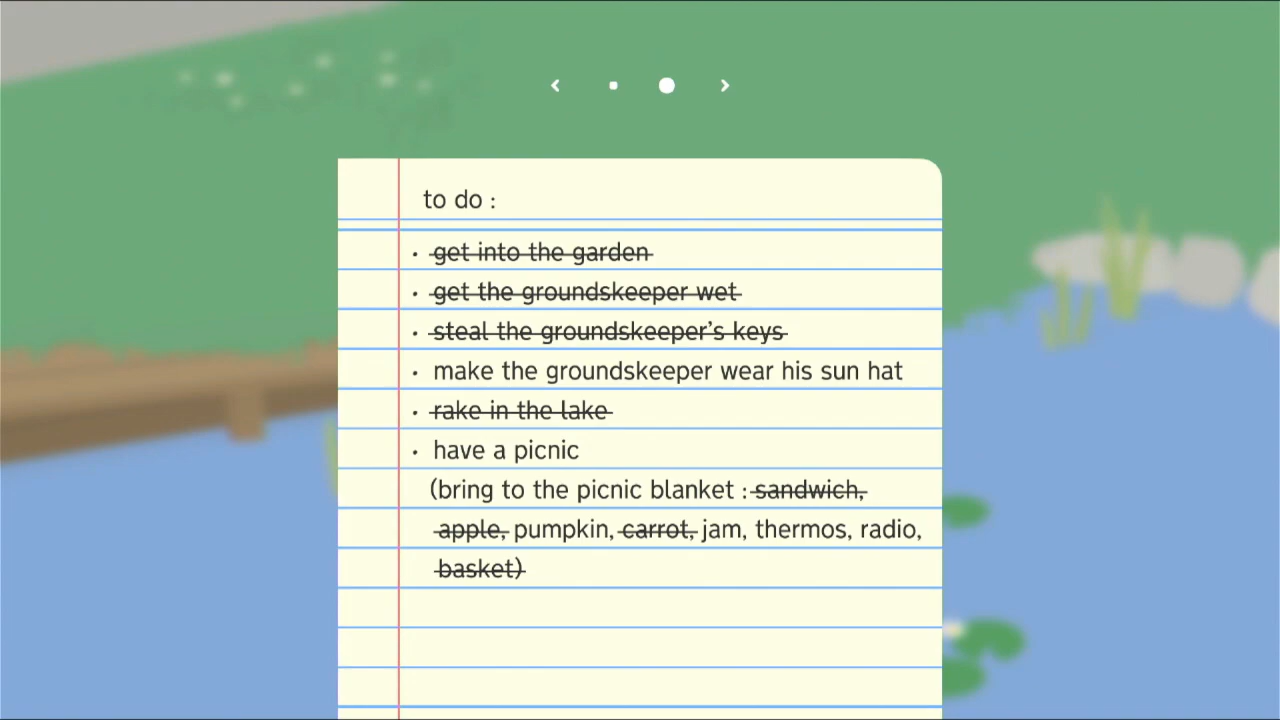 to do :
· get into the garden
· get the groundskeeper wet
· steal the groundskeeper's keys
· make the groundskeeper wear his sun hat
· rake in the lake
· have a picnic
(bring to the picnic blanket : sandwich,
apple, pumpkin, carrot, jam, thermos, radio,
basket)